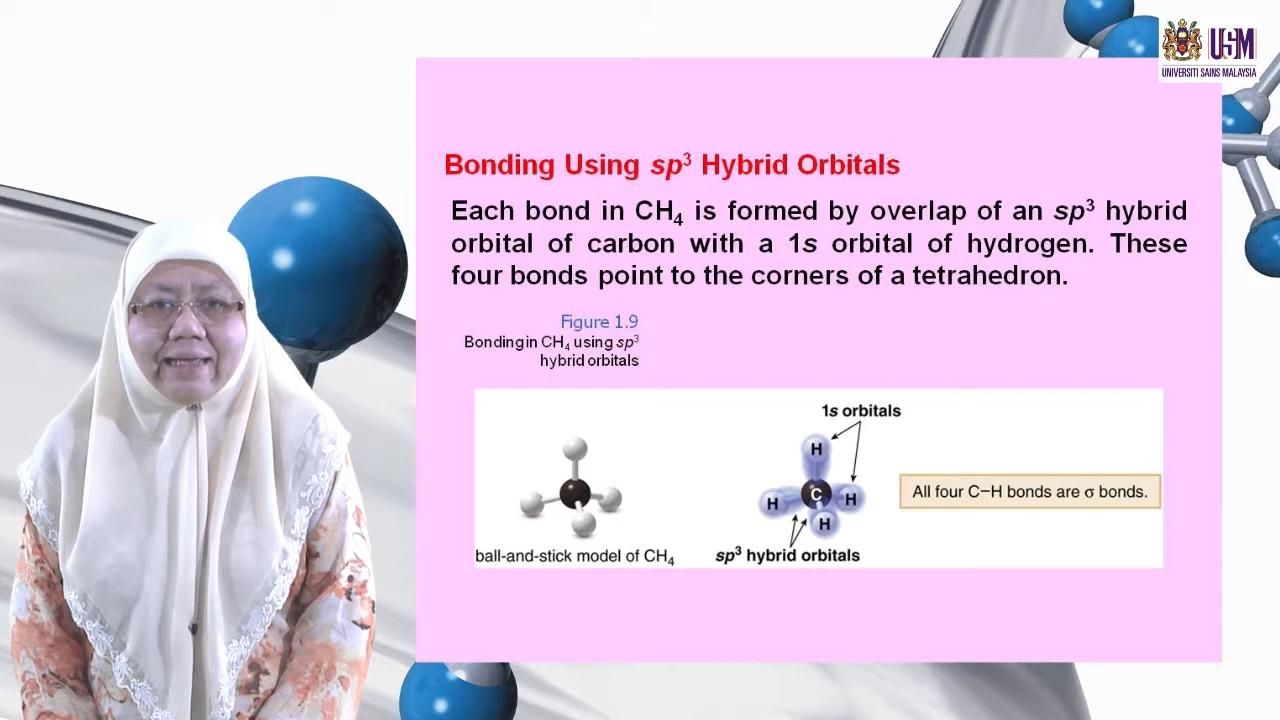 USM
UNIVERSITI SAINS MALAYSIA
Bonding Using sp³ Hybrid Orbitals
Each bond in CH₄ is formed by overlap of an sp³ hybrid
orbital of carbon with a 1s orbital of hydrogen. These
four bonds point to the corners of a tetrahedron.
Figure 1.9
Bonding in CH₄ using sp³
hybrid orbitals
1s orbitals
H
C
H
H
H
All four C−H bonds are σ bonds.
ball-and-stick model of CH₄
sp³ hybrid orbitals